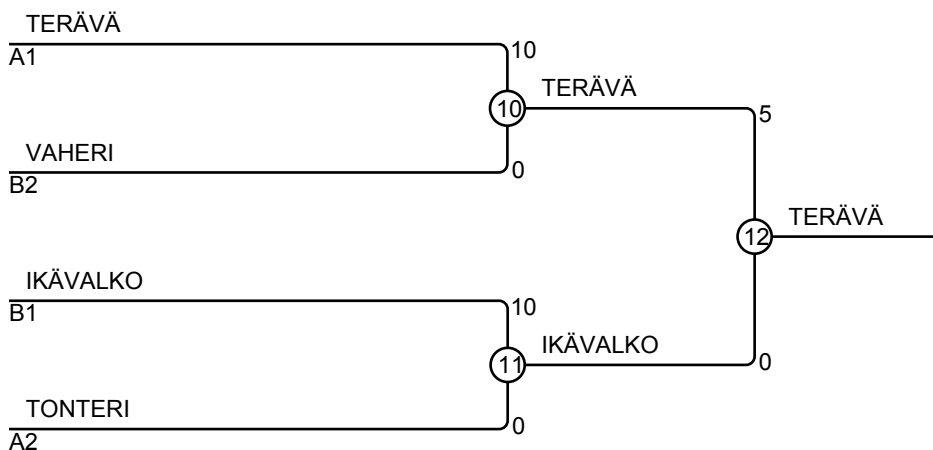 TERÄVÄ
A1
10
10
TERÄVÄ
5
VAHERI
B2
0
12
TERÄVÄ
IKÄVALKO
B1
10
11
IKÄVALKO
0
TONTERI
A2
0